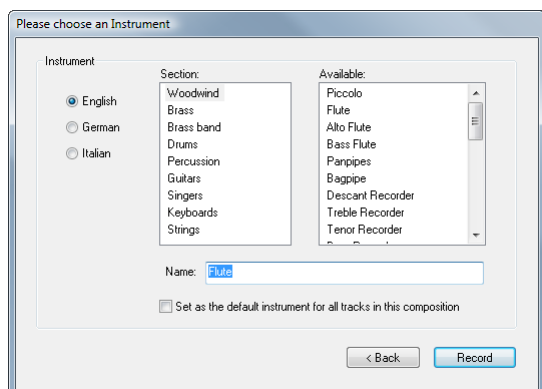 Please choose an Instrument
Instrument
English
German
Italian
Section:
Woodwind
Brass
Brass band
Drums
Percussion
Guitars
Singers
Keyboards
Strings
Available:
Piccolo
Flute
Alto Flute
Bass Flute
Panpipes
Bagpipe
Descant Recorder
Treble Recorder
Tenor Recorder
Name: Flute
Set as the default instrument for all tracks in this composition
< Back Record